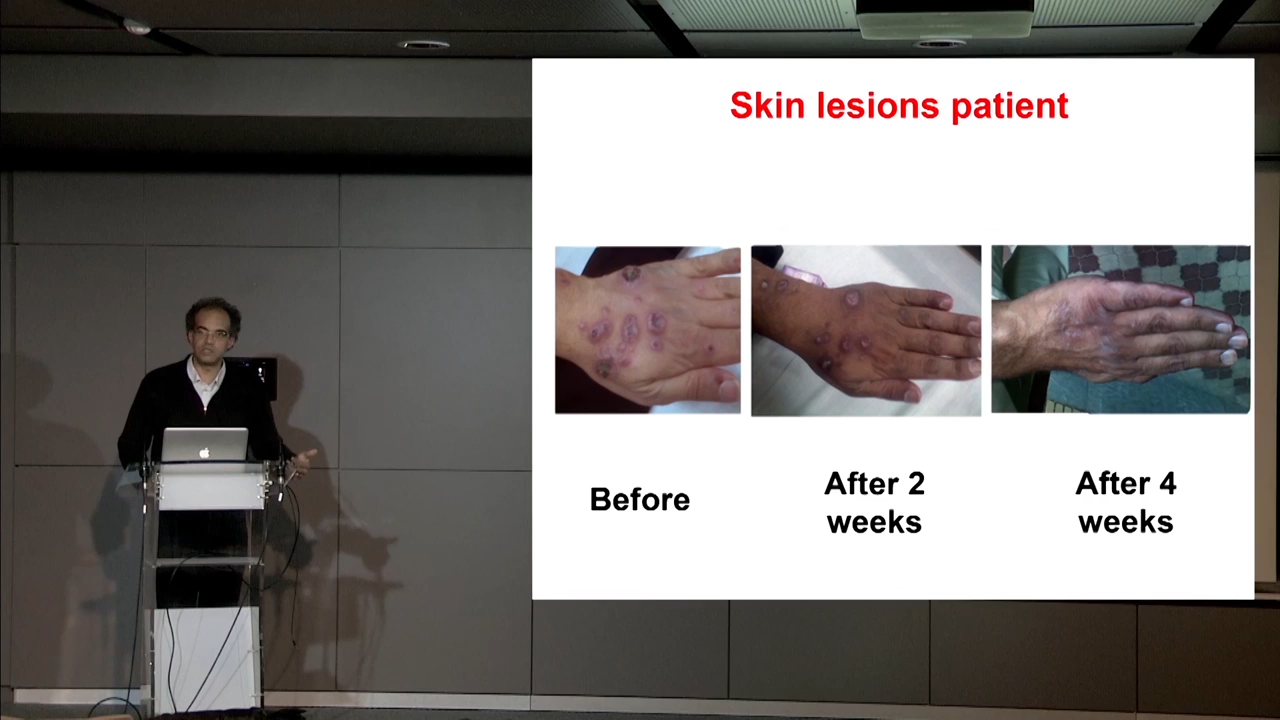 Skin lesions patient
Before
After 2
weeks
After 4
weeks